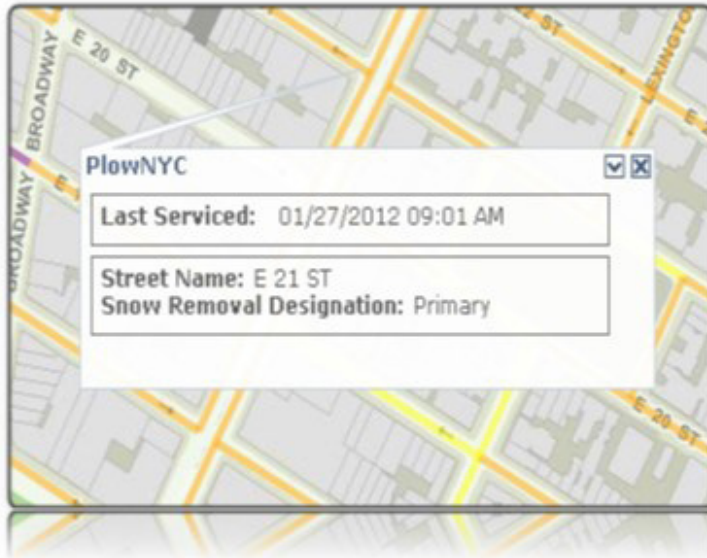 E 20 ST
BROADWAY
BROADWAY
LEXINGTO
PlowNYC
Last Serviced: 01/27/2012 09:01 AM
Street Name: E 21 ST
Snow Removal Designation: Primary
E 20 ST